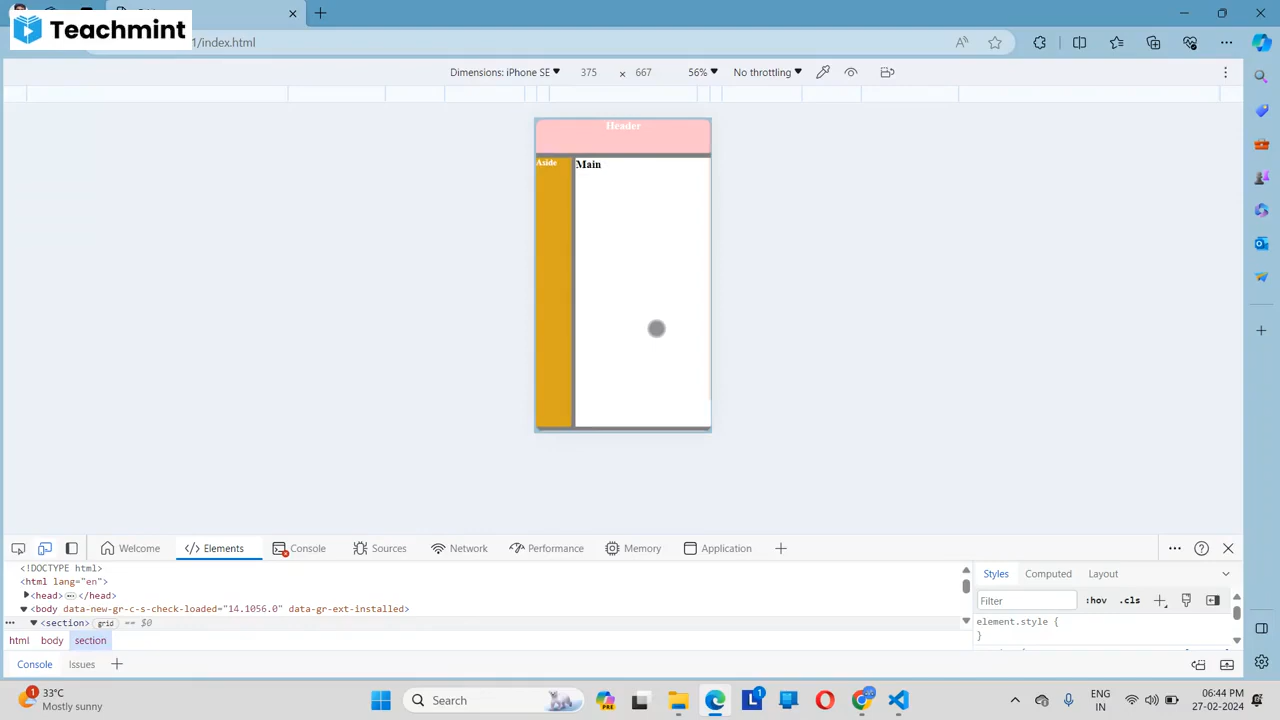 Teachmint
1/index.html
Dimensions: iPhone SE 375 x 667 56% No throttling
Header
Aside Main
Welcome </> Elements Console Sources Network Performance Memory Application
<!DOCTYPE html>
<html lang="en">
<head> ••• </head>
<body data-new-gr-c-s-check-loaded="14.1056.0" data-gr-ext-installed>
••• <section> grid == $0
html body section
Console Issues
Styles Computed Layout
Filter :hov .cls
element.style {
}
1 33°C
Mostly sunny
Search
PRE
1
ENG
IN
06:44 PM
27-02-2024